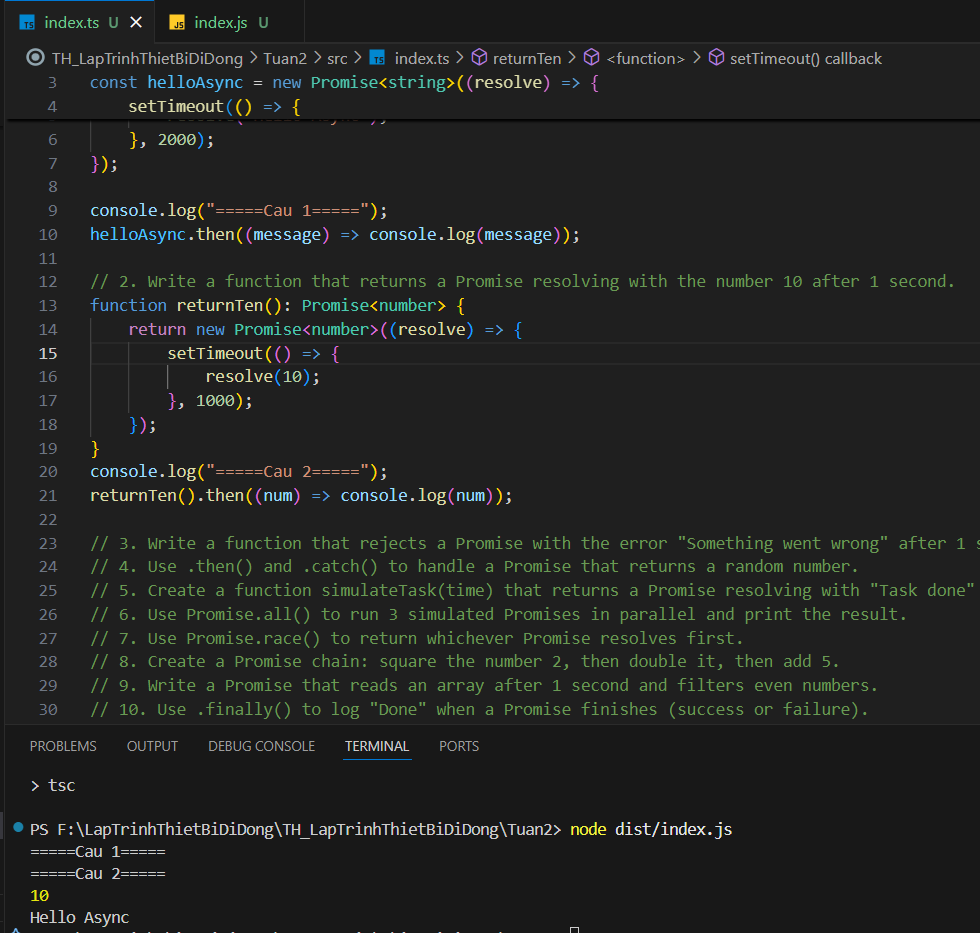 index.ts U
index.js U
TH_LapTrinhThietBiDiDong > Tuan2 > src > index.ts > returnTen > <function> > setTimeout() callback
3 const helloAsync = new Promise<string>((resolve) => {
4 setTimeout(() => {
6 }, 2000);
7 });
8
9 console.log("=====Cau 1=====");
10 helloAsync.then((message) => console.log(message));
11
12 // 2. Write a function that returns a Promise resolving with the number 10 after 1 second.
13 function returnTen(): Promise<number> {
14 return new Promise<number>((resolve) => {
15 setTimeout(() => {
16 resolve(10);
17 }, 1000);
18 });
19 }
20 console.log("=====Cau 2=====");
21 returnTen().then((num) => console.log(num));
22
23 // 3. Write a function that rejects a Promise with the error "Something went wrong" after 1 s
24 // 4. Use .then() and .catch() to handle a Promise that returns a random number.
25 // 5. Create a function simulateTask(time) that returns a Promise resolving with "Task done"
26 // 6. Use Promise.all() to run 3 simulated Promises in parallel and print the result.
27 // 7. Use Promise.race() to return whichever Promise resolves first.
28 // 8. Create a Promise chain: square the number 2, then double it, then add 5.
29 // 9. Write a Promise that reads an array after 1 second and filters even numbers.
30 // 10. Use .finally() to log "Done" when a Promise finishes (success or failure).
PROBLEMS OUTPUT DEBUG CONSOLE TERMINAL PORTS
> tsc
PS F:\LapTrinhThietBiDiDong\TH_LapTrinhThietBiDiDong\Tuan2> node dist/index.js
=====Cau 1=====
=====Cau 2=====
10
Hello Async